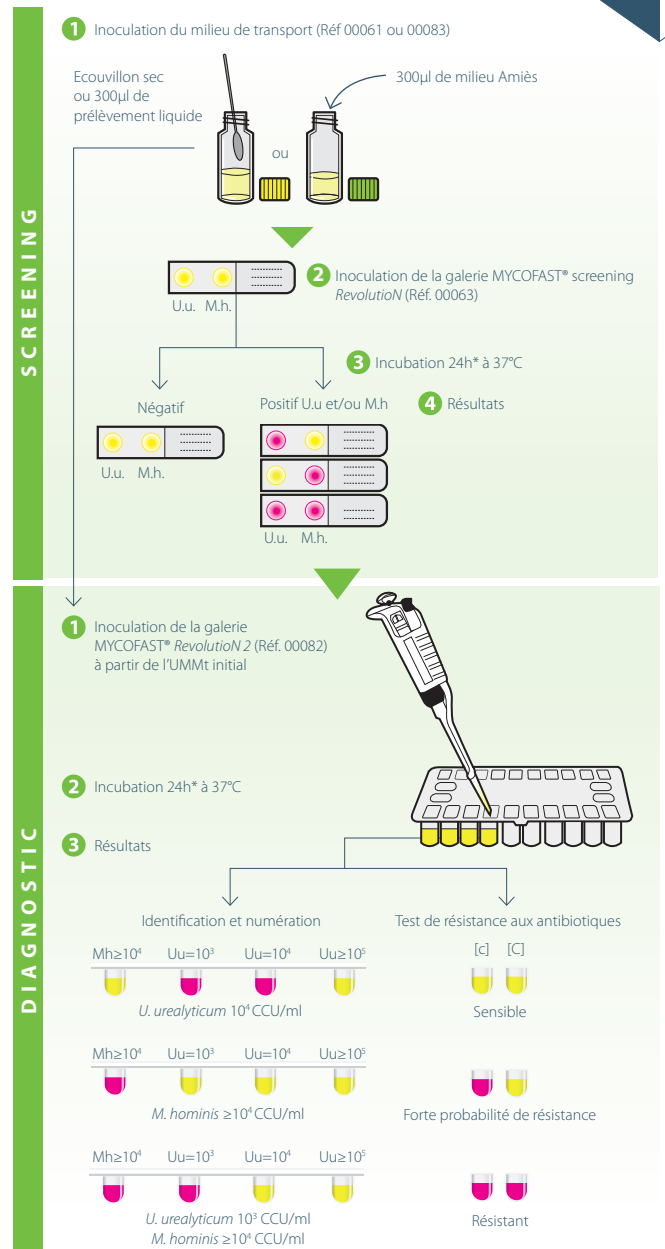 SCREENING
1 Inoculation du milieu de transport (Réf 00061 ou 00083)
Ecouvillon sec
ou 300µl de
prélèvement liquide
300µl de milieu Amiès
ou
2 Inoculation de la galerie MYCOFAST® screening
RevolutioN (Réf. 00063)
U.u. M.h.
3 Incubation 24h* à 37°C
4 Résultats
Négatif
Positif U.u et/ou M.h
U.u. M.h.
U.u. M.h.
DIAGNOSTIC
1 Inoculation de la galerie
MYCOFAST® RevolutioN 2 (Réf. 00082)
à partir de l'UMMt initial
2 Incubation 24h* à 37°C
3 Résultats
Identification et numération
Mh≥10⁴ Uu=10³ Uu=10⁴ Uu≥10⁵
U. urealyticum 10⁴ CCU/ml
Mh≥10⁴ Uu=10³ Uu=10⁴ Uu≥10⁵
M. hominis ≥10⁴ CCU/ml
Mh≥10⁴ Uu=10³ Uu=10⁴ Uu≥10⁵
U. urealyticum 10³ CCU/ml
M. hominis ≥10⁴ CCU/ml
Test de résistance aux antibiotiques
[c] [C]
Sensible
Forte probabilité de résistance
Résistant